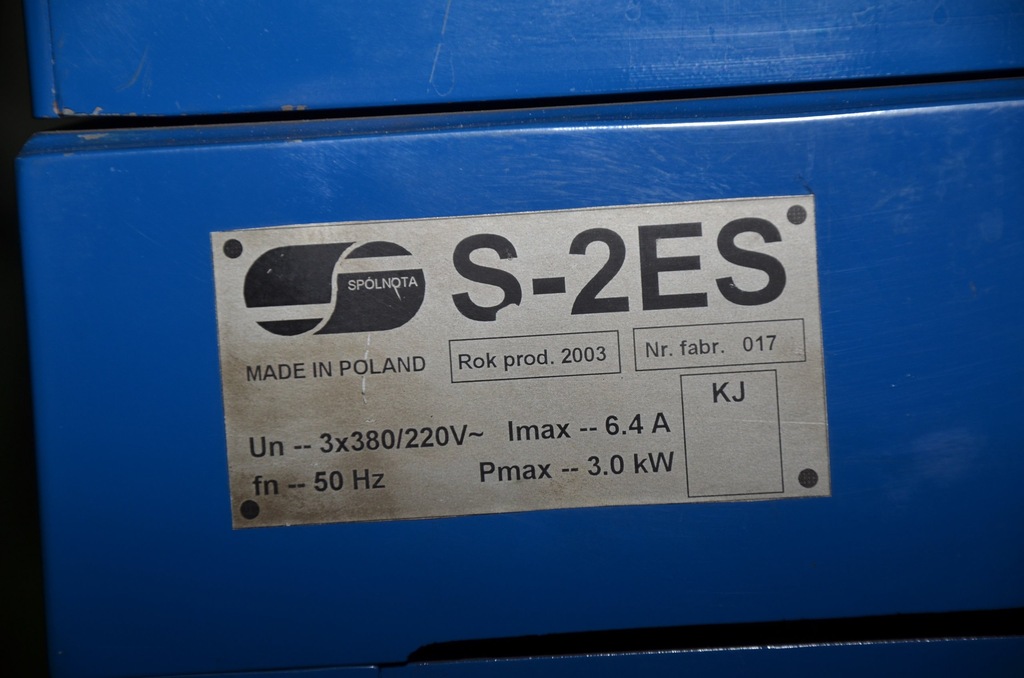 SPÓLNOTA
S-2ES
MADE IN POLAND
Rok prod. 2003
Nr. fabr. 017
KJ
Un -- 3x380/220V~
Imax -- 6.4 A
fn -- 50 Hz
Pmax -- 3.0 kW